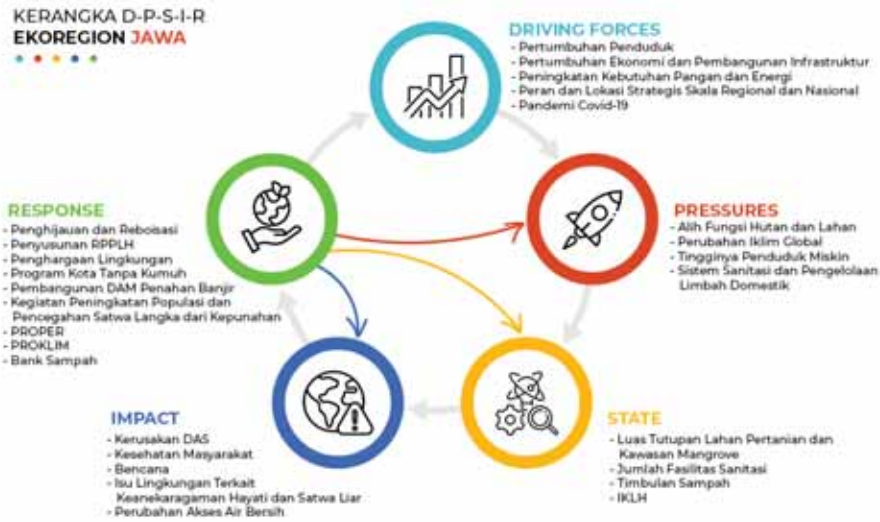 KERANGKA D-P-S-I-R
EKOREGION JAWA
DRIVING FORCES
- Pertumbuhan Penduduk
- Pertumbuhan Ekonomi dan Pembangunan Infrastruktur
- Peningkatan Kebutuhan Pangan dan Energi
- Peran dan Lokasi Strategis Skala Regional dan Nasional
- Pandemi Covid-19
PRESSURES
- Alih Fungsi Hutan dan Lahan
- Perubahan Iklim Global
- Tingginya Penduduk Miskin
- Sistem Sanitasi dan Pengelolaan
Limbah Domestik
STATE
- Luas Tutupan Lahan Pertanian dan
Kawasan Mangrove
- Jumlah Fasilitas Sanitasi
- Timbulan Sampah
- IKLH
IMPACT
- Kerusakan DAS
- Kesehatan Masyarakat
- Bencana
- Isu Lingkungan Terkait
Keanekaragaman Hayati dan Satwa Liar
- Perubahan Akses Air Bersih
RESPONSE
- Penghijauan dan Reboisasi
- Penyusunan RPPLH
- Penghargaan Lingkungan
- Program Kota Tanpa Kumuh
- Pembangunan DAM Penahan Banjir
- Kegiatan Peningkatan Populasi dan
Pencegahan Satwa Langka dari Kepunahan
- PROPER
- PROKLIM
- Bank Sampah